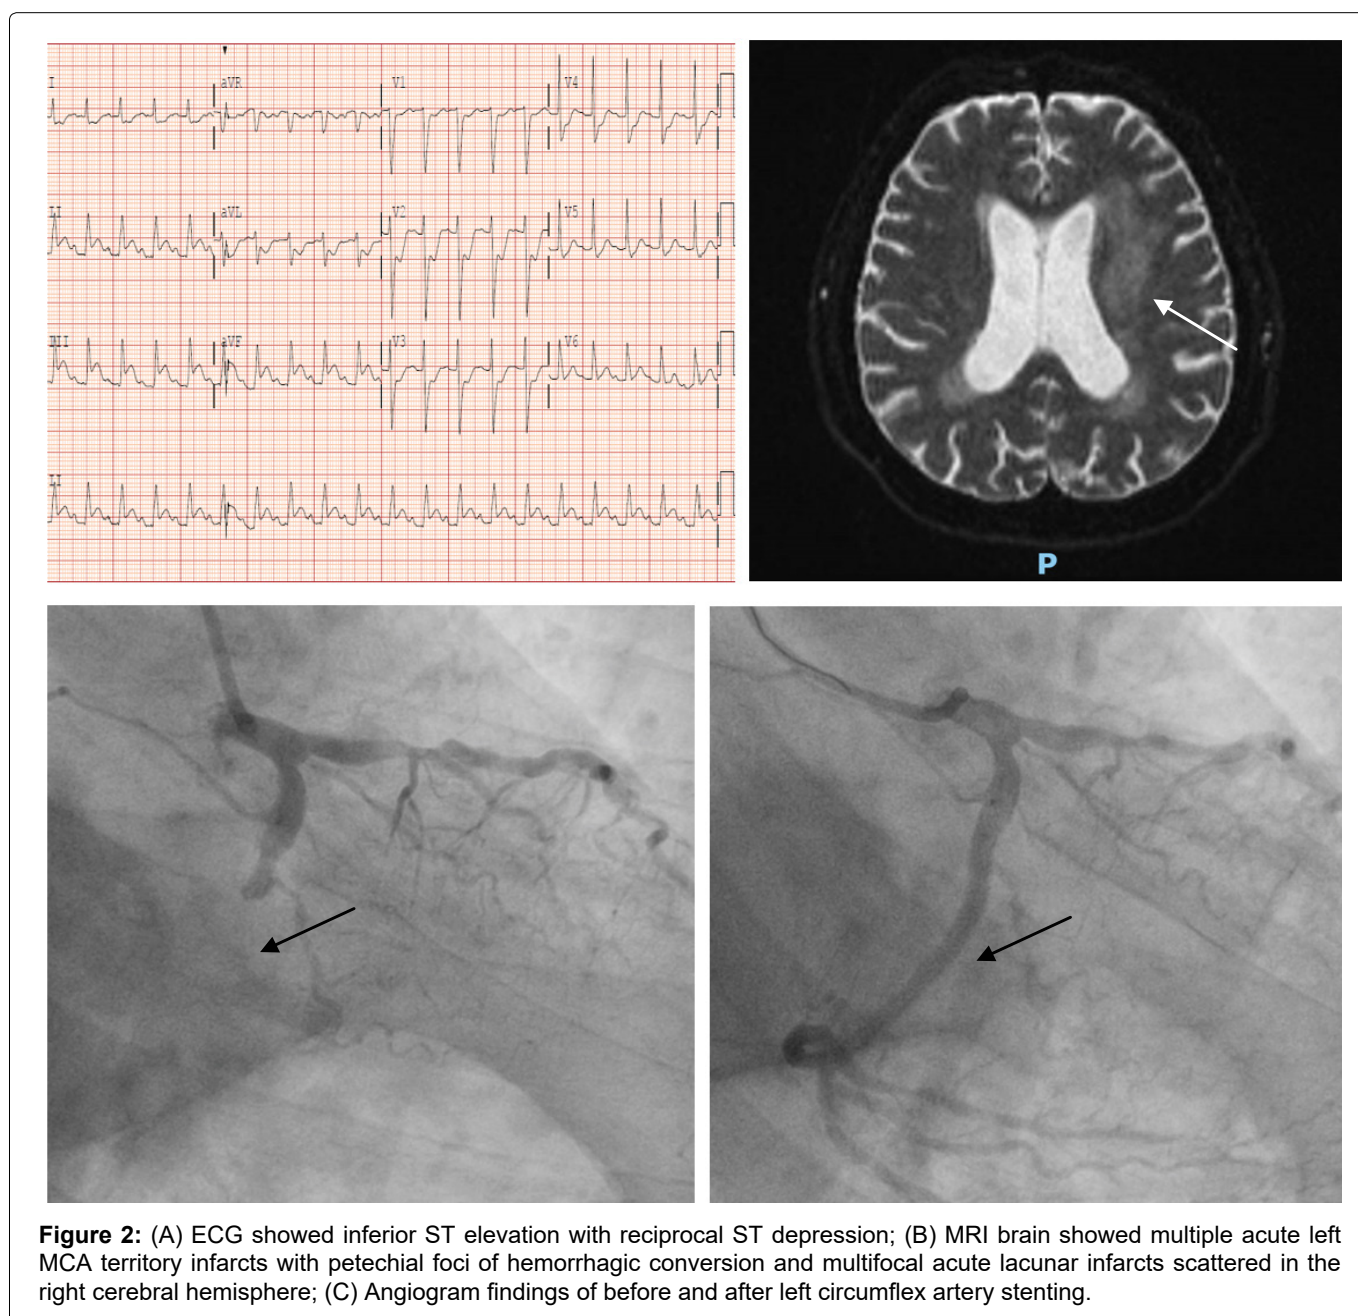 I aVR V1 V4
II aVL V2 V5
III aVF V3 V6
II
P
Figure 2: (A) ECG showed inferior ST elevation with reciprocal ST depression; (B) MRI brain showed multiple acute left
MCA territory infarcts with petechial foci of hemorrhagic conversion and multifocal acute lacunar infarcts scattered in the
right cerebral hemisphere; (C) Angiogram findings of before and after left circumflex artery stenting.